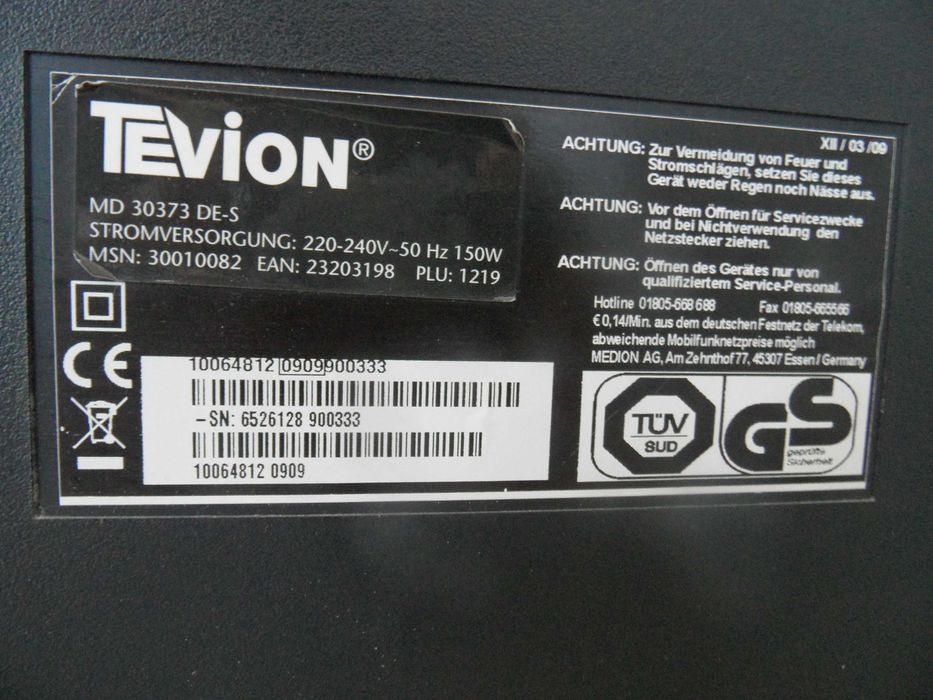 TEVION®
MD 30373 DE-S
STROMVERSORGUNG: 220-240V~50 Hz 150W
MSN: 30010082 EAN: 23203198 PLU: 1219
CE
10064812 0909900333
-SN: 6526128 900333
10064812 0909
XII / 03 /09
ACHTUNG: Zur Vermeidung von Feuer und
Stromschlägen, setzen Sie dieses
Gerät weder Regen noch Nässe aus.
ACHTUNG: Vor dem Öffnen für Servicezwecke
und bei Nichtverwendung den
Netzstecker ziehen.
ACHTUNG: Öffnen des Gerätes nur von
qualifiziertem Service-Personal.
Hotline 01805-668 688 Fax 01805-665566
€ 0,14/Min. aus dem deutschen Festnetz der Telekom,
abweichende Mobilfunknetzpreise möglich
MEDION AG, Am Zehnthof 77, 45307 Essen / Germany
TÜV
SUD
GS
geprüfte
Sicherheit